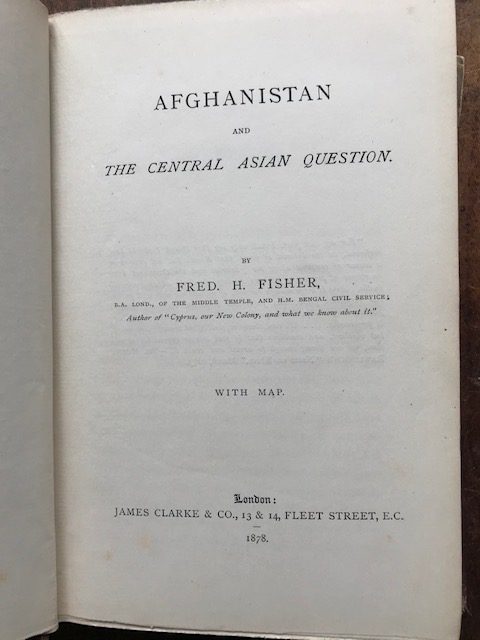 AFGHANISTAN
AND
THE CENTRAL ASIAN QUESTION.
BY
FRED. H. FISHER,
B.A. LOND., OF THE MIDDLE TEMPLE, AND H.M. BENGAL CIVIL SERVICE;
Author of "Cyprus, our New Colony, and what we know about it."
WITH MAP.
London:
JAMES CLARKE & CO., 13 & 14, FLEET STREET, E.C.
—
1878.